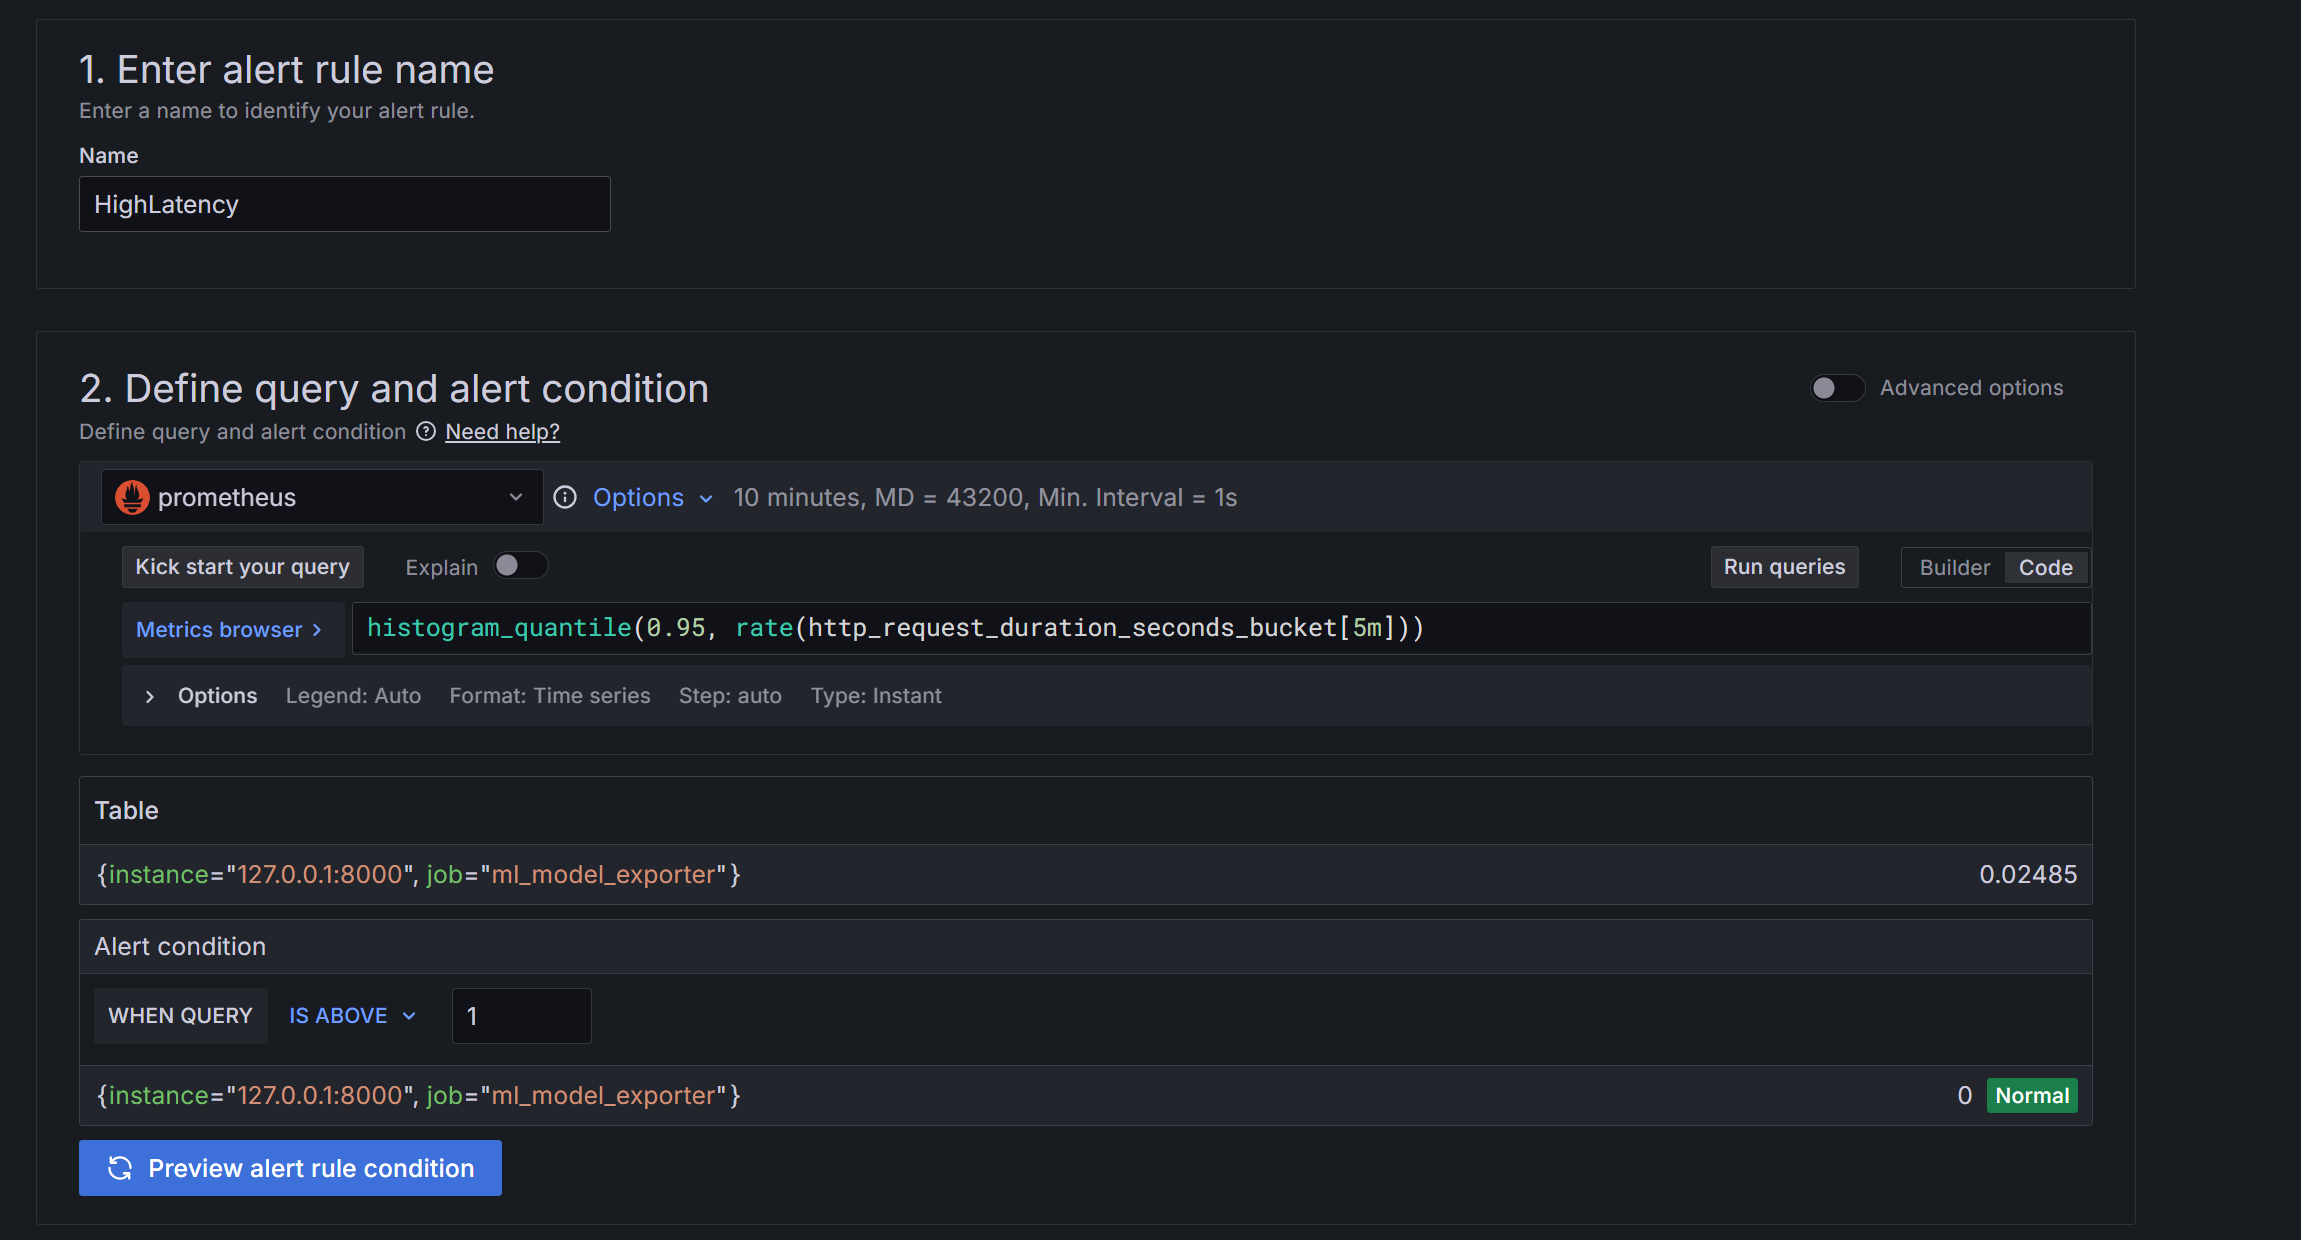 1. Enter alert rule name
Enter a name to identify your alert rule.
Name
HighLatency
2. Define query and alert condition
Advanced options
Define query and alert condition Need help?
prometheus Options 10 minutes, MD = 43200, Min. Interval = 1s
Kick start your query Explain Run queries Builder Code
Metrics browser > histogram_quantile(0.95, rate(http_request_duration_seconds_bucket[5m]))
> Options Legend: Auto Format: Time series Step: auto Type: Instant
Table
{instance="127.0.0.1:8000", job="ml_model_exporter"} 0.02485
Alert condition
WHEN QUERY IS ABOVE 1
{instance="127.0.0.1:8000", job="ml_model_exporter"} 0 Normal
Preview alert rule condition